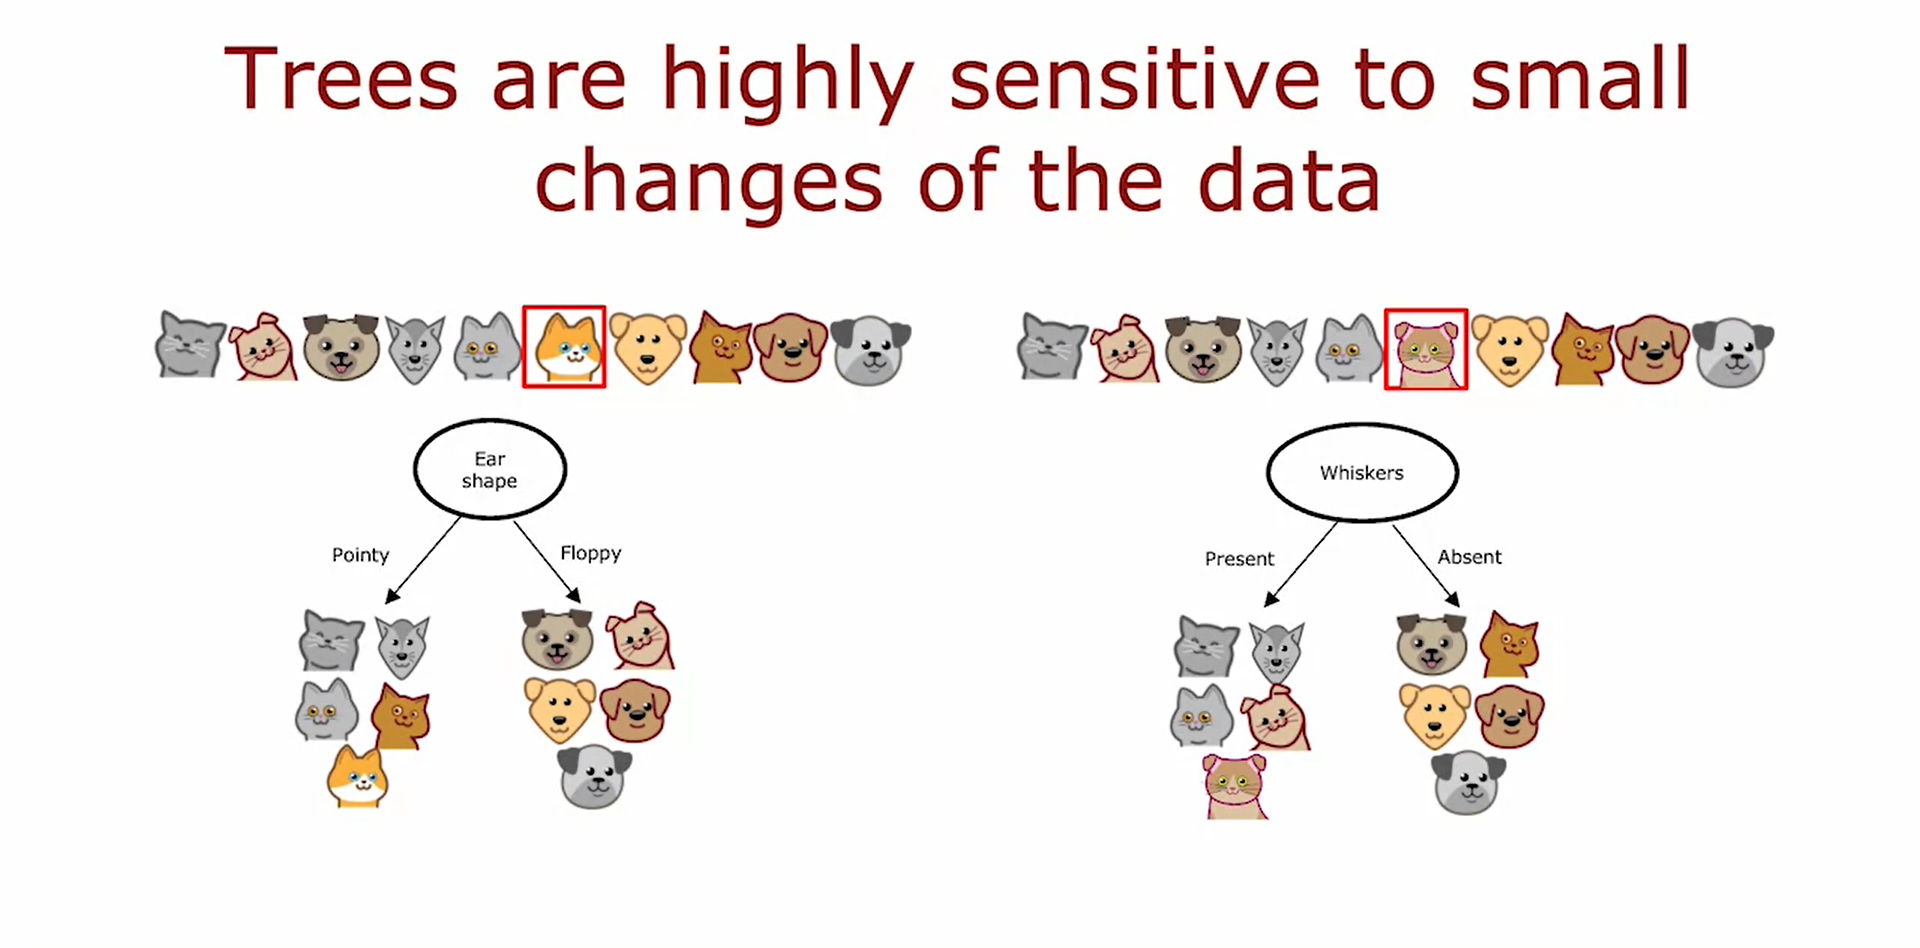 Trees are highly sensitive to small
changes of the data
Ear
shape
Pointy
Floppy
Whiskers
Present
Absent